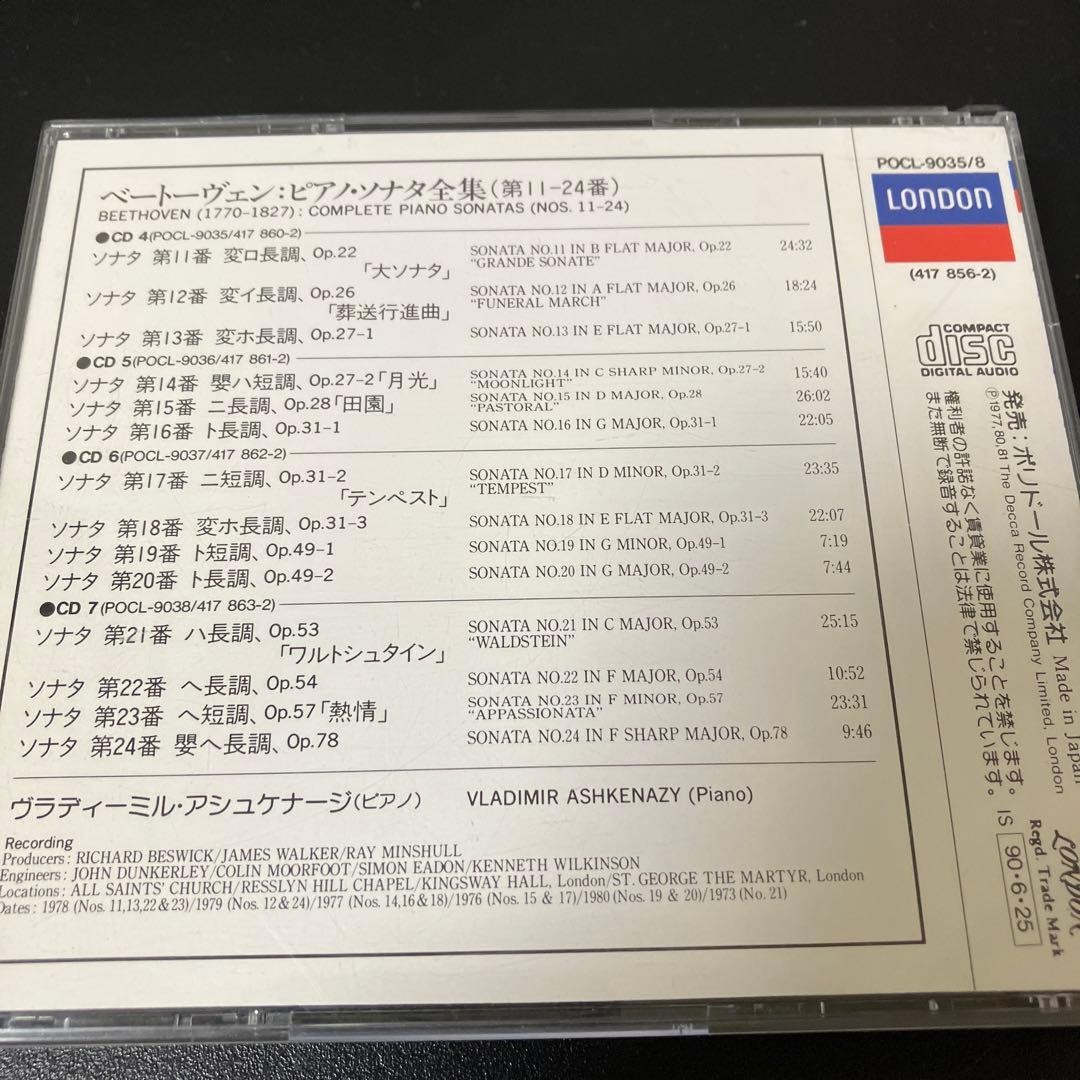 ベートーヴェン:ピアノ・ソナタ全集(第11-24番)
BEETHOVEN (1770-1827): COMPLETE PIANO SONATAS (NOS. 11-24)
●CD 4(POCL-9035/417 860-2)
ソナタ 第11番 変ロ長調、Op.22 SONATA NO.11 IN B FLAT MAJOR, Op.22 24:32
「大ソナタ」 “GRANDE SONATE”
ソナタ 第12番 変イ長調、Op.26 SONATA NO.12 IN A FLAT MAJOR, Op.26 18:24
「葬送行進曲」 “FUNERAL MARCH”
ソナタ 第13番 変ホ長調、Op.27-1 SONATA NO.13 IN E FLAT MAJOR, Op.27-1 15:50
●CD 5(POCL-9036/417 861-2)
ソナタ 第14番 嬰ハ短調、Op.27-2「月光」 SONATA NO.14 IN C SHARP MINOR, Op.27-2 15:40
“MOONLIGHT”
ソナタ 第15番 ニ長調、Op.28「田園」 SONATA NO.15 IN D MAJOR, Op.28 26:02
“PASTORAL”
ソナタ 第16番 ト長調、Op.31-1 SONATA NO.16 IN G MAJOR, Op.31-1 22:05
●CD 6(POCL-9037/417 862-2)
ソナタ 第17番 ニ短調、Op.31-2 SONATA NO.17 IN D MINOR, Op.31-2 23:35
「テンペスト」 “TEMPEST”
ソナタ 第18番 変ホ長調、Op.31-3 SONATA NO.18 IN E FLAT MAJOR, Op.31-3 22:07
ソナタ 第19番 ト短調、Op.49-1 SONATA NO.19 IN G MINOR, Op.49-1 7:19
ソナタ 第20番 ト長調、Op.49-2 SONATA NO.20 IN G MAJOR, Op.49-2 7:44
●CD 7(POCL-9038/417 863-2)
ソナタ 第21番 ハ長調、Op.53 SONATA NO.21 IN C MAJOR, Op.53 25:15
「ワルトシュタイン」 “WALDSTEIN”
ソナタ 第22番 ヘ長調、Op.54 SONATA NO.22 IN F MAJOR, Op.54 10:52
ソナタ 第23番 ヘ短調、Op.57「熱情」 SONATA NO.23 IN F MINOR, Op.57 23:31
“APPASSIONATA”
ソナタ 第24番 嬰ヘ長調、Op.78 SONATA NO.24 IN F SHARP MAJOR, Op.78 9:46
ヴラディーミル・アシュケナージ(ピアノ) VLADIMIR ASHKENAZY (Piano)
Recording
Producers: RICHARD BESWICK/JAMES WALKER/RAY MINSHULL
Engineers: JOHN DUNKERLEY/COLIN MOORFOOT/SIMON EADON/KENNETH WILKINSON
Locations: ALL SAINTS' CHURCH/RESSLYN HILL CHAPEL/KINGSWAY HALL, London/ST. GEORGE THE MARTYR, London
Dates: 1978 (Nos. 11,13,22&23)/1979 (Nos. 12&24)/1977 (Nos. 14,16&18)/1976 (Nos. 15 & 17)/1980(Nos. 19 & 20)/1973 (No. 21)
POCL-9035/8
LONDON
(417 856-2)
COMPACT
disc
DIGITAL AUDIO
発売:ポリドール株式会社 Made in Japan
Ⓟ1977,80,81 The Decca Record Company Limited, London
権利者の許諾なく賃貸業に使用することを禁じます。
また無断で録音することは法律で禁じられています。 IS 90・6・25
LONDON
Regd. Trade Mark